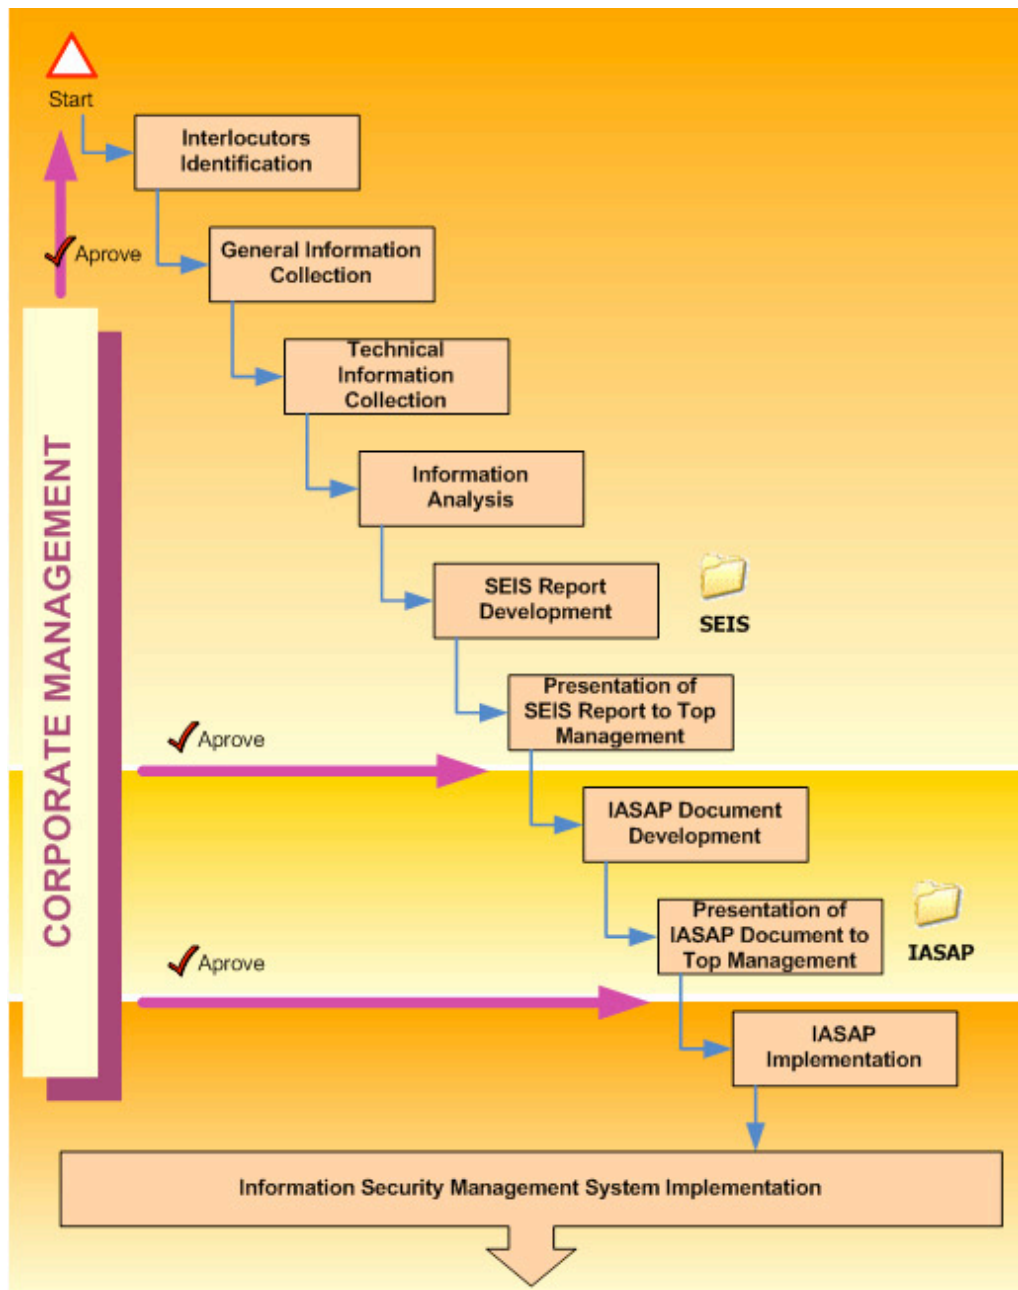 Start
Interlocutors
Identification
Aprove
General Information
Collection
Technical
Information
Collection
Information
Analysis
CORPORATE MANAGEMENT
SEIS Report
Development
SEIS
Presentation of
SEIS Report to Top
Management
Aprove
IASAP Document
Development
Presentation of
IASAP Document to
Top Management
IASAP
Aprove
IASAP
Implementation
Information Security Management System Implementation